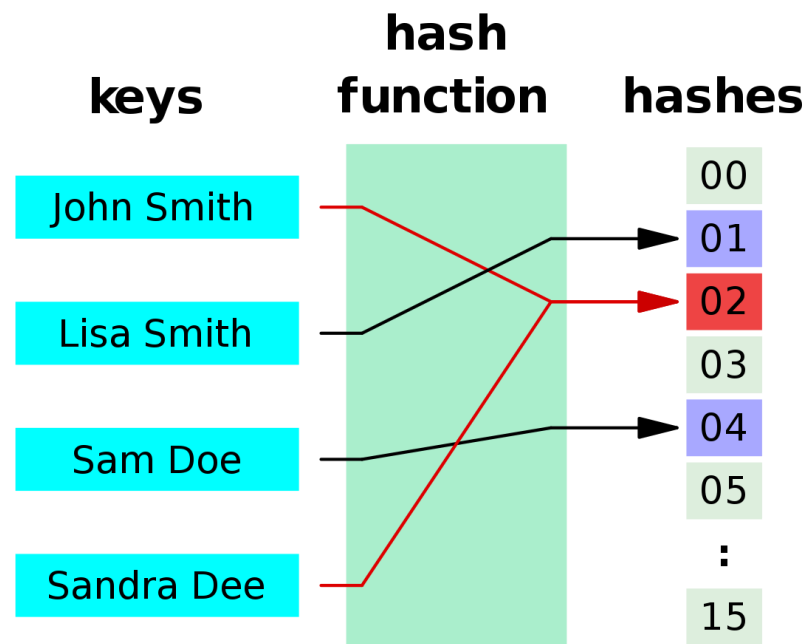 keys
hash
function
hashes
John Smith
Lisa Smith
Sam Doe
Sandra Dee
00
01
02
03
04
05
:
15